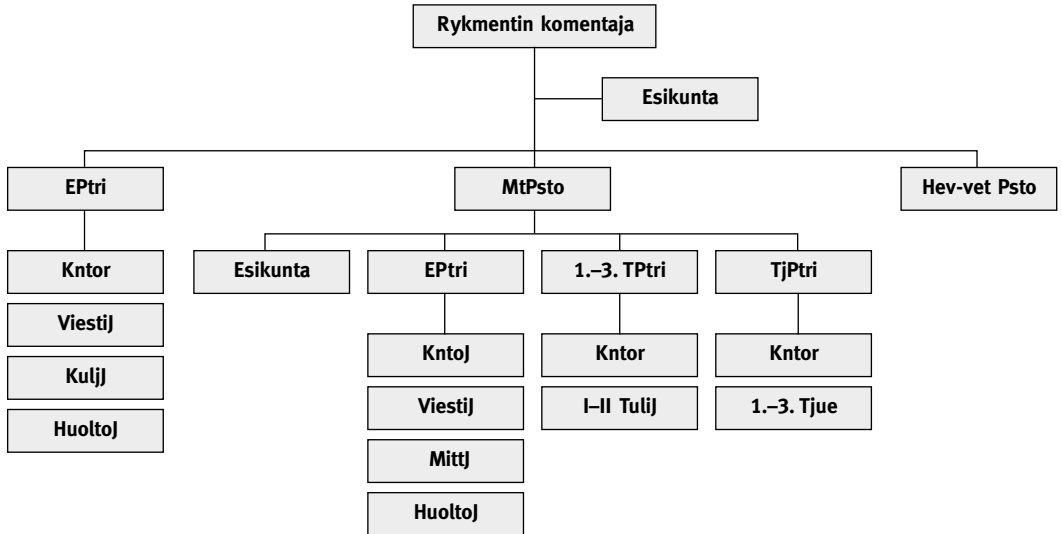 Rykmentin komentaja
Esikunta
EPtri
MtPsto
Hev-vet Psto
Kntor
ViestiJ
KuljJ
HuoltoJ
Esikunta
EPtri
1.–3. TPtri
TjPtri
KntoJ
ViestiJ
MittJ
HuoltoJ
Kntor
I–II TuliJ
Kntor
1.–3. Tjue